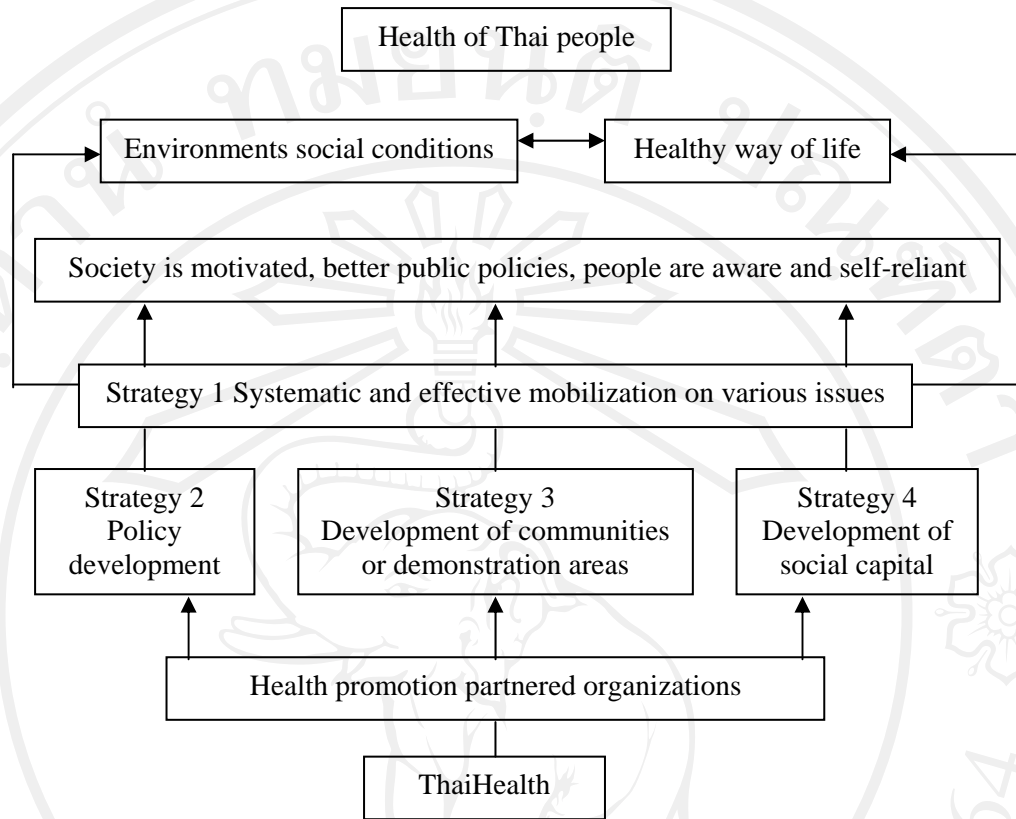 Health of Thai people
Environments social conditions
Healthy way of life
Society is motivated, better public policies, people are aware and self-reliant
Strategy 1 Systematic and effective mobilization on various issues
Strategy 2
Policy
development
Strategy 3
Development of communities
or demonstration areas
Strategy 4
Development of
social capital
Health promotion partnered organizations
ThaiHealth